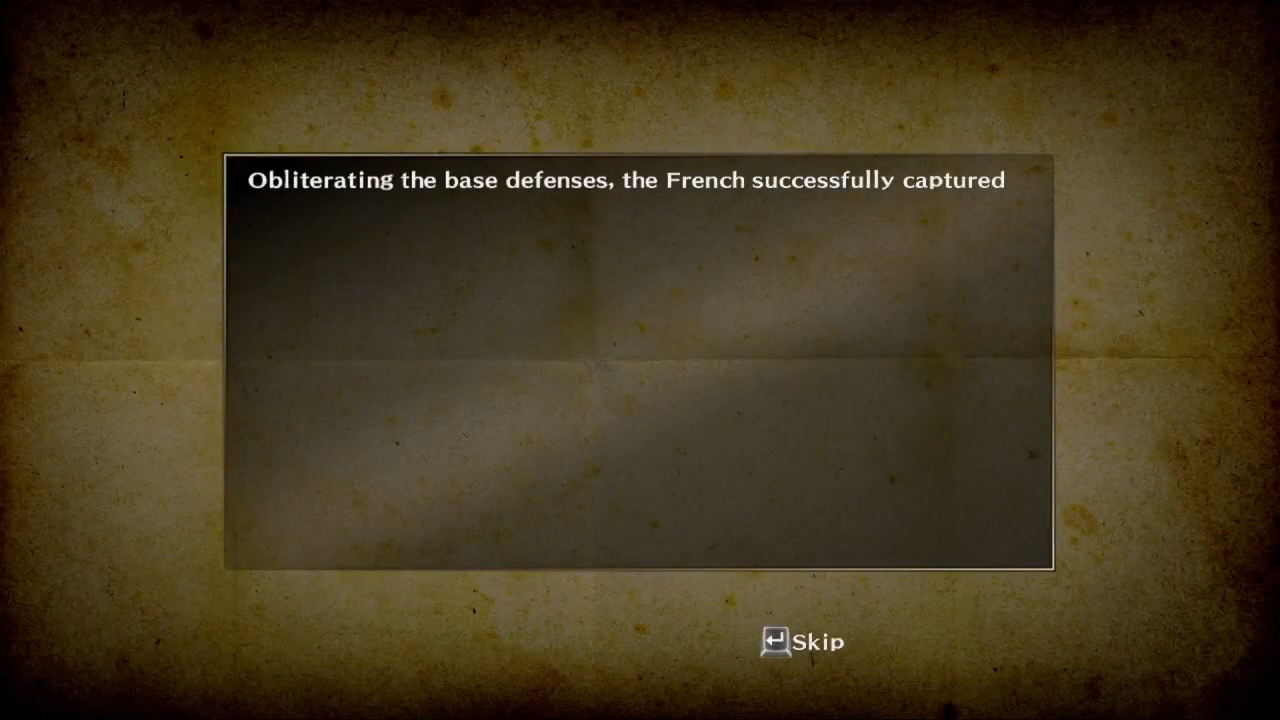 Obliterating the base defenses, the French successfully captured
Skip